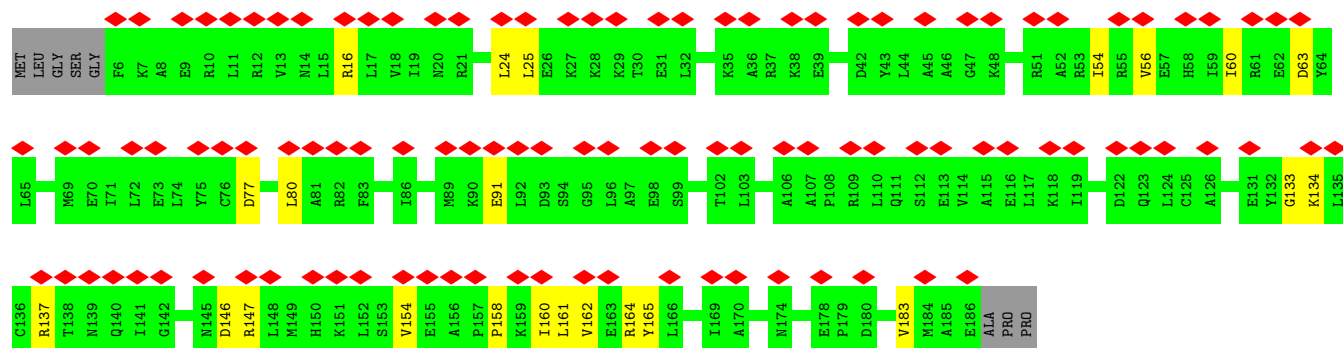 MET LEU GLY SER GLY F6 K7 A8 E9 R10 L11 R12 V13 N14 L15 R16 L17 V18 I19 N20 R21 L24 L25 E26 K27 K28 K29 T30 E31 L32 K35 A36 R37 K38 E39 D42 Y43 L44 A45 A46 G47 K48 R51 A52 R53 I54 R55 V56 E57 H58 I59 I60 R61 E62 D63 Y64
L65 M69 E70 I71 L72 E73 L74 Y75 C76 D77 L80 A81 R82 F83 I86 M89 K90 E91 L92 D93 S94 G95 L96 A97 E98 S99 T102 L103 A106 A107 P108 R109 L110 Q111 S112 E113 V114 A115 E116 L117 K118 I119 D122 Q123 L124 C125 A126 E131 Y132 G133 K134 L135
C136 R137 T138 N139 Q140 I141 G142 N145 D146 R147 L148 M149 H150 K151 L152 S153 V154 E155 A156 P157 P158 K159 I160 L161 V162 E163 R164 Y165 L166 I169 A170 N174 E178 P179 D180 V183 M184 A185 E186 ALA PRO PRO